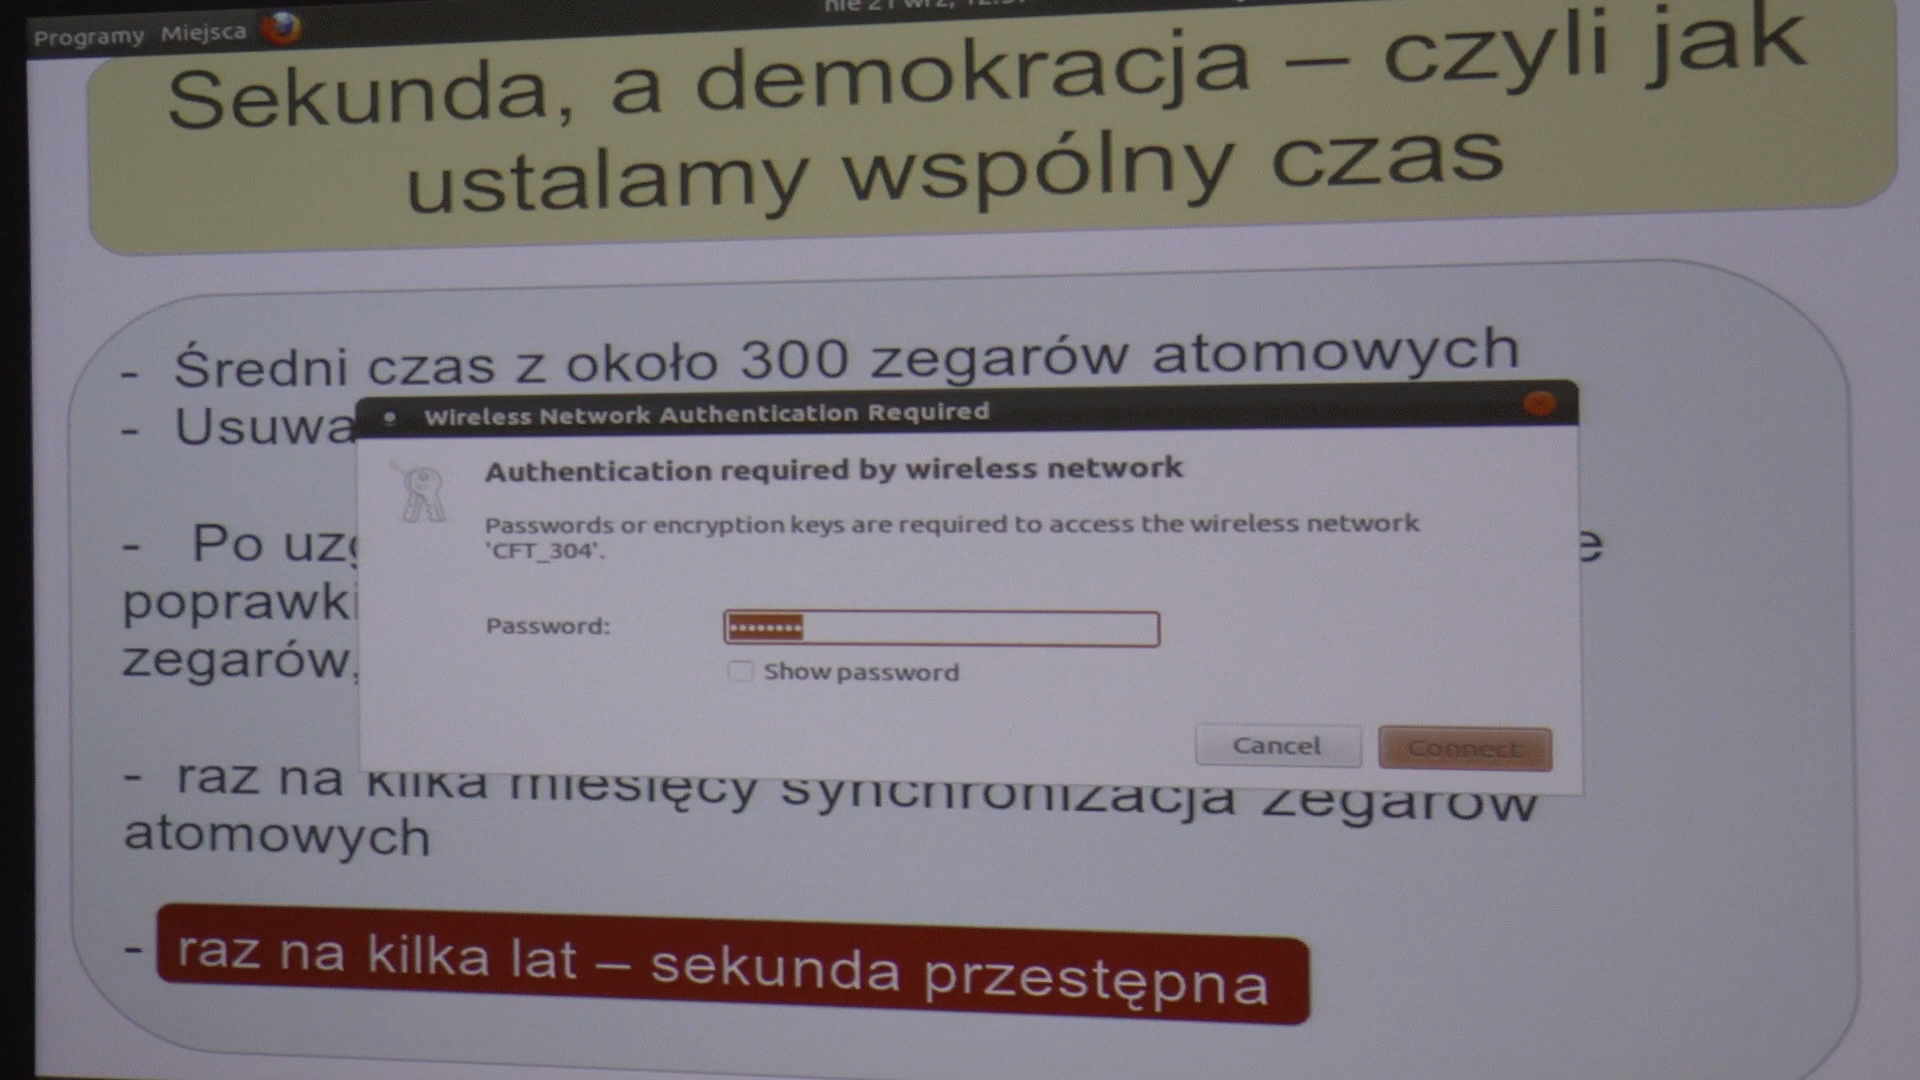 Programy Miejsca
Sekunda, a demokracja – czyli jak
ustalamy wspólny czas
- Średni czas z około 300 zegarów atomowych
- Usuwa
Wireless Network Authentication Required
Authentication required by wireless network
Passwords or encryption keys are required to access the wireless network
'CFT_304'.
- Po
poprawki
zegarów,
Password:
Show password
Cancel Connect
- raz na kilka miesięcy synchronizacja zegarów
atomowych
- raz na kilka lat – sekunda przestępna